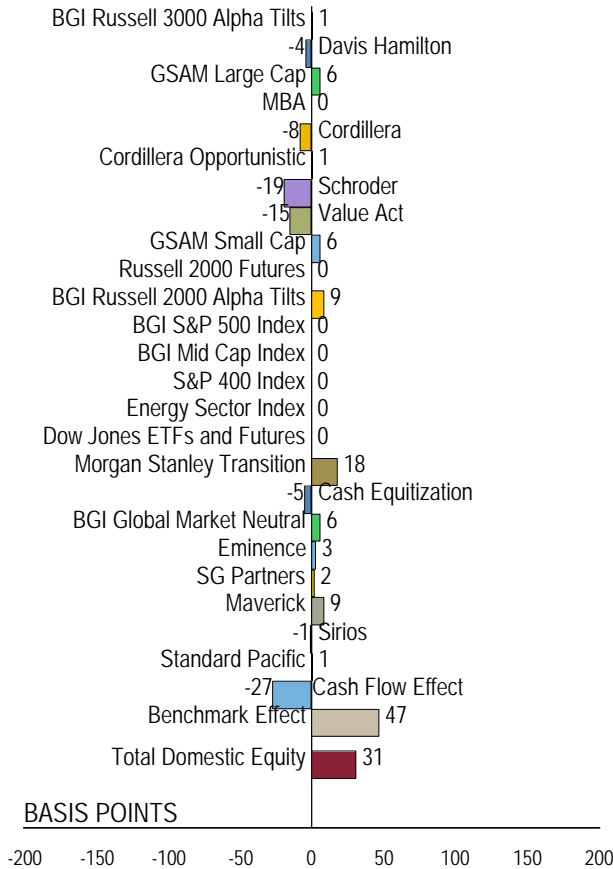 BGI Russell 3000 Alpha Tilts 1
-4 Davis Hamilton
GSAM Large Cap 6
MBA 0
-8 Cordillera
Cordillera Opportunistic 1
-19 Schroder
-15 Value Act
GSAM Small Cap 6
Russell 2000 Futures 0
BGI Russell 2000 Alpha Tilts 9
BGI S&P 500 Index 0
BGI Mid Cap Index 0
S&P 400 Index 0
Energy Sector Index 0
Dow Jones ETFs and Futures 0
Morgan Stanley Transition 18
-5 Cash Equitization
BGI Global Market Neutral 6
Eminence 3
SG Partners 2
Maverick 9
-1 Sirios
Standard Pacific 1
-27 Cash Flow Effect
Benchmark Effect 47
Total Domestic Equity 31
BASIS POINTS
-200 -150 -100 -50 0 50 100 150 200